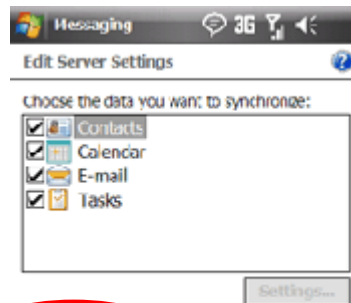 Messaging 3G
Edit Server Settings
Choose the data you want to synchronize:
Contacts
Calendar
E-mail
Tasks
Settings...